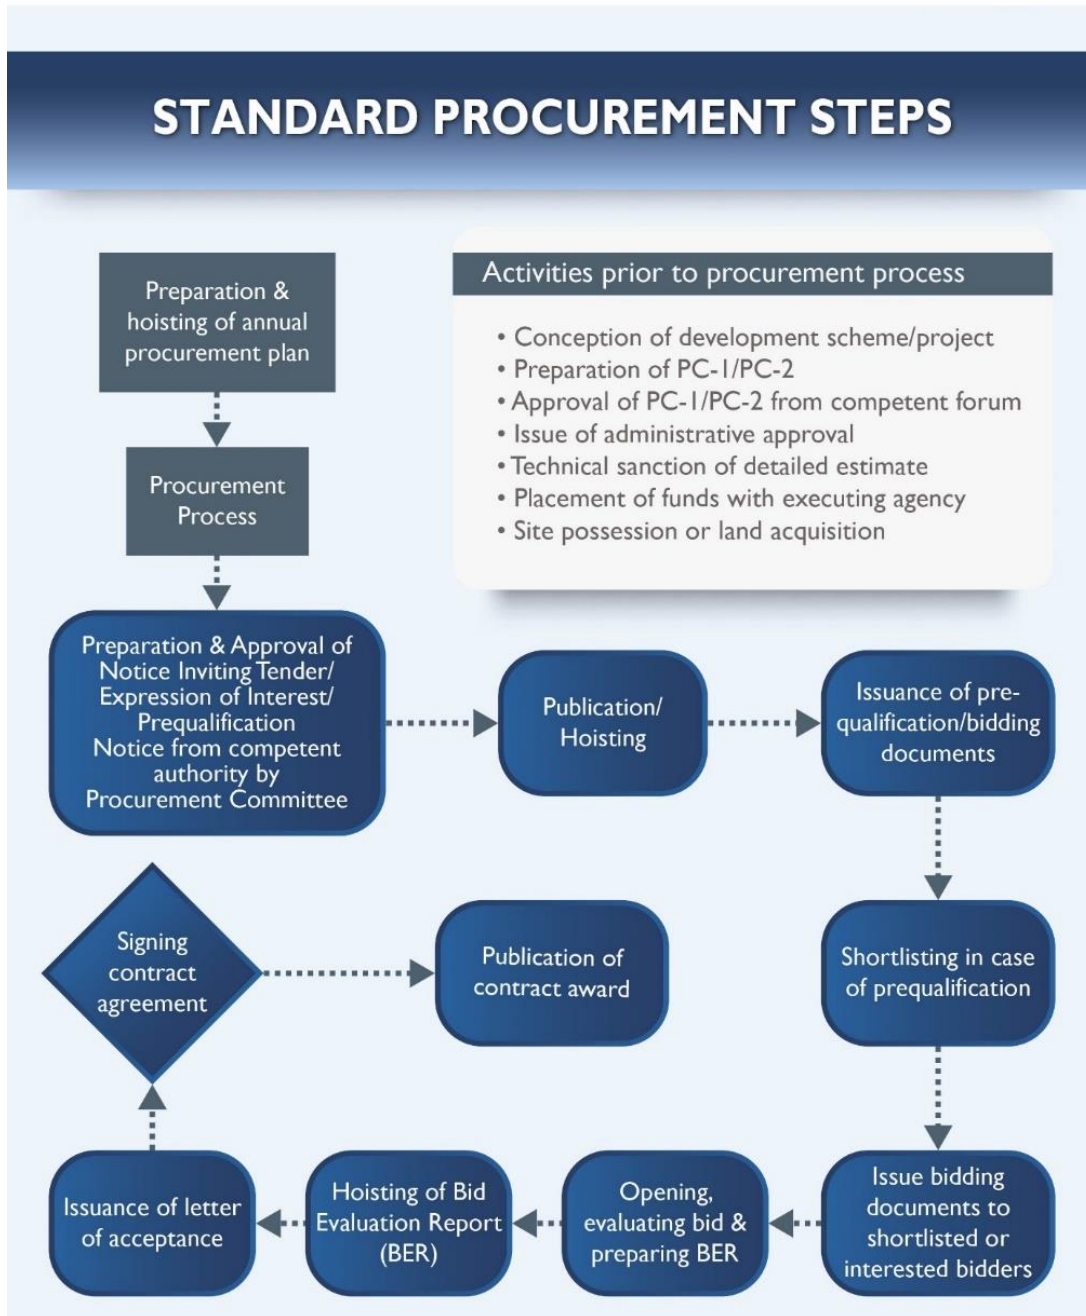 STANDARD PROCUREMENT STEPS
Preparation &
hoisting of annual
procurement plan
Procurement
Process
Activities prior to procurement process
• Conception of development scheme/project
• Preparation of PC-1/PC-2
• Approval of PC-1/PC-2 from competent forum
• Issue of administrative approval
• Technical sanction of detailed estimate
• Placement of funds with executing agency
• Site possession or land acquisition
Preparation & Approval of
Notice Inviting Tender/
Expression of Interest/
Prequalification
Notice from competent
authority by
Procurement Committee
Publication/
Hoisting
Issuance of pre-
qualification/bidding
documents
Shortlisting in case
of prequalification
Issue bidding
documents to
shortlisted or
interested bidders
Opening,
evaluating bid &
preparing BER
Hoisting of Bid
Evaluation Report
(BER)
Issuance of letter
of acceptance
Signing
contract
agreement
Publication of
contract award